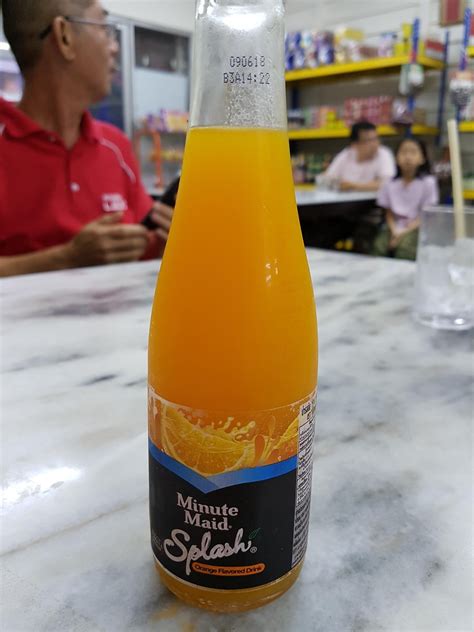 090618
B3A14:22
Minute
Maid
Splash
Orange Flavored Drink